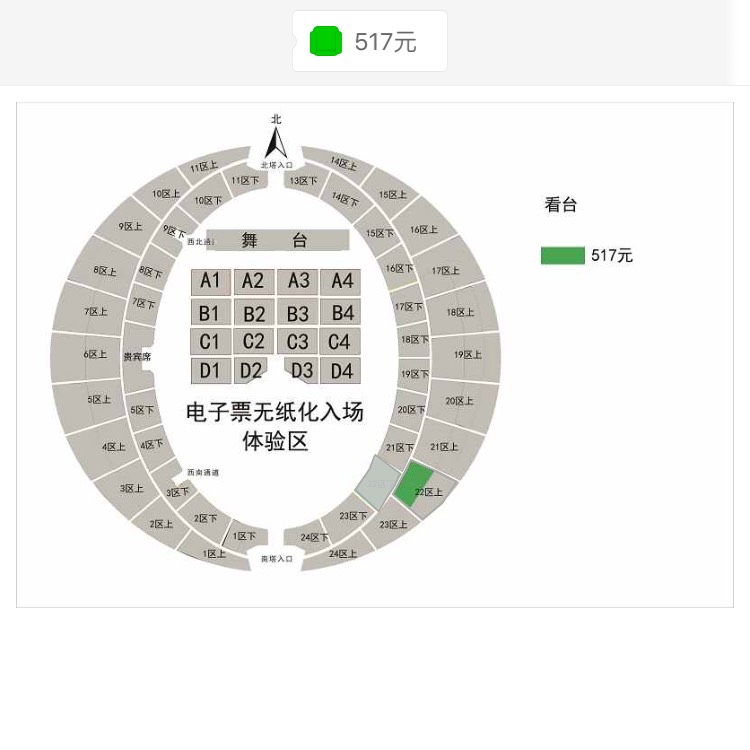 517元
北
北塔入口
11区上
14区上
11区下
13区下
10区上
10区下
14区下
15区上
9区上
9区下
西北通道
舞 台
15区下
16区上
8区上
8区下
16区下
17区上
看台
517元
A1 A2 A3 A4
7区上
7区下
B1 B2 B3 B4
17区下
18区上
C1 C2 C3 C4
18区下
6区上
贵宾席
19区上
D1 D2 D3 D4
19区下
5区上
5区下
电子票无纸化入场
体验区
20区下
20区上
4区上
4区下
21区下
21区上
西南通道
3区上
3区下
22区上
2区上
2区下
23区下
23区上
1区下
24区下
1区上
南塔入口
24区上